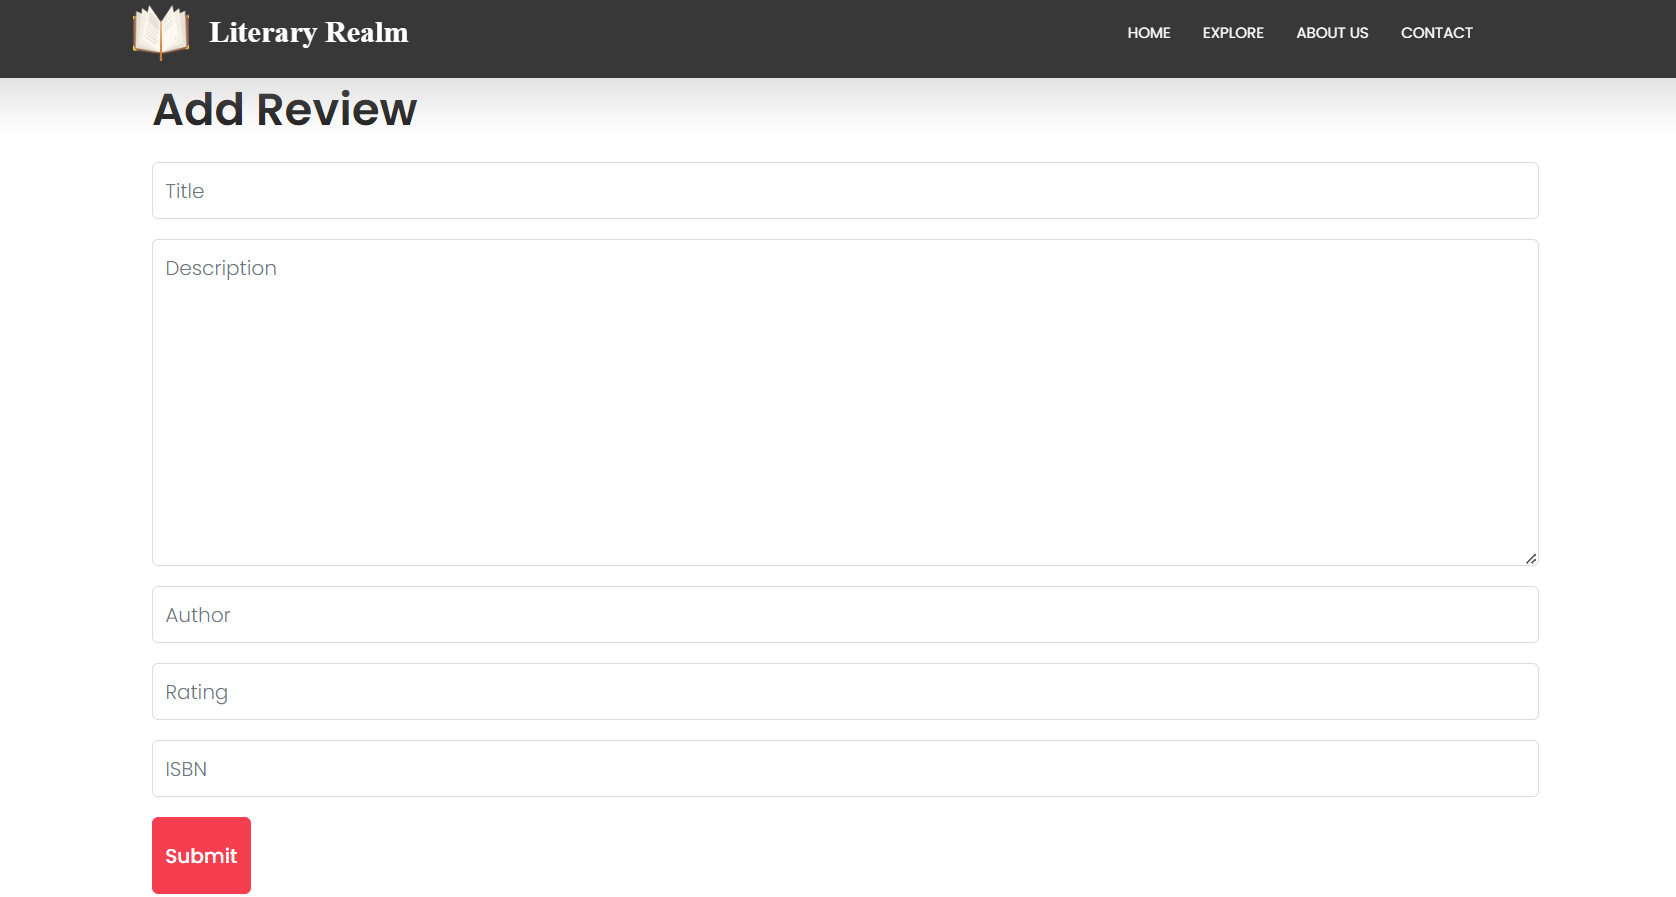 Literary Realm
HOME EXPLORE ABOUT US CONTACT
Add Review
Title
Description
Author
Rating
ISBN
Submit